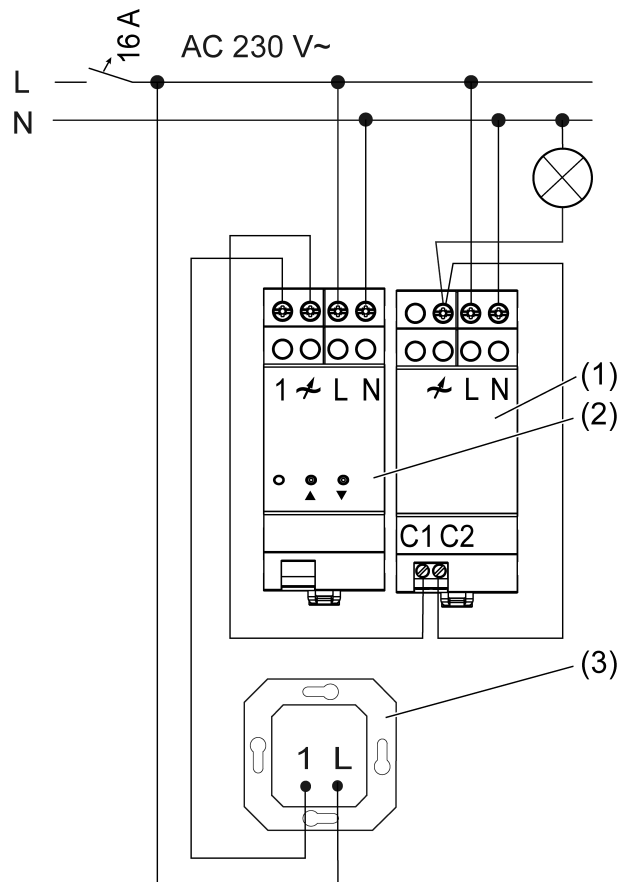 16 A
AC 230 V~
L
N
1 L N
L N
(1)
(2)
▲ ▼
C1 C2
(3)
1 L